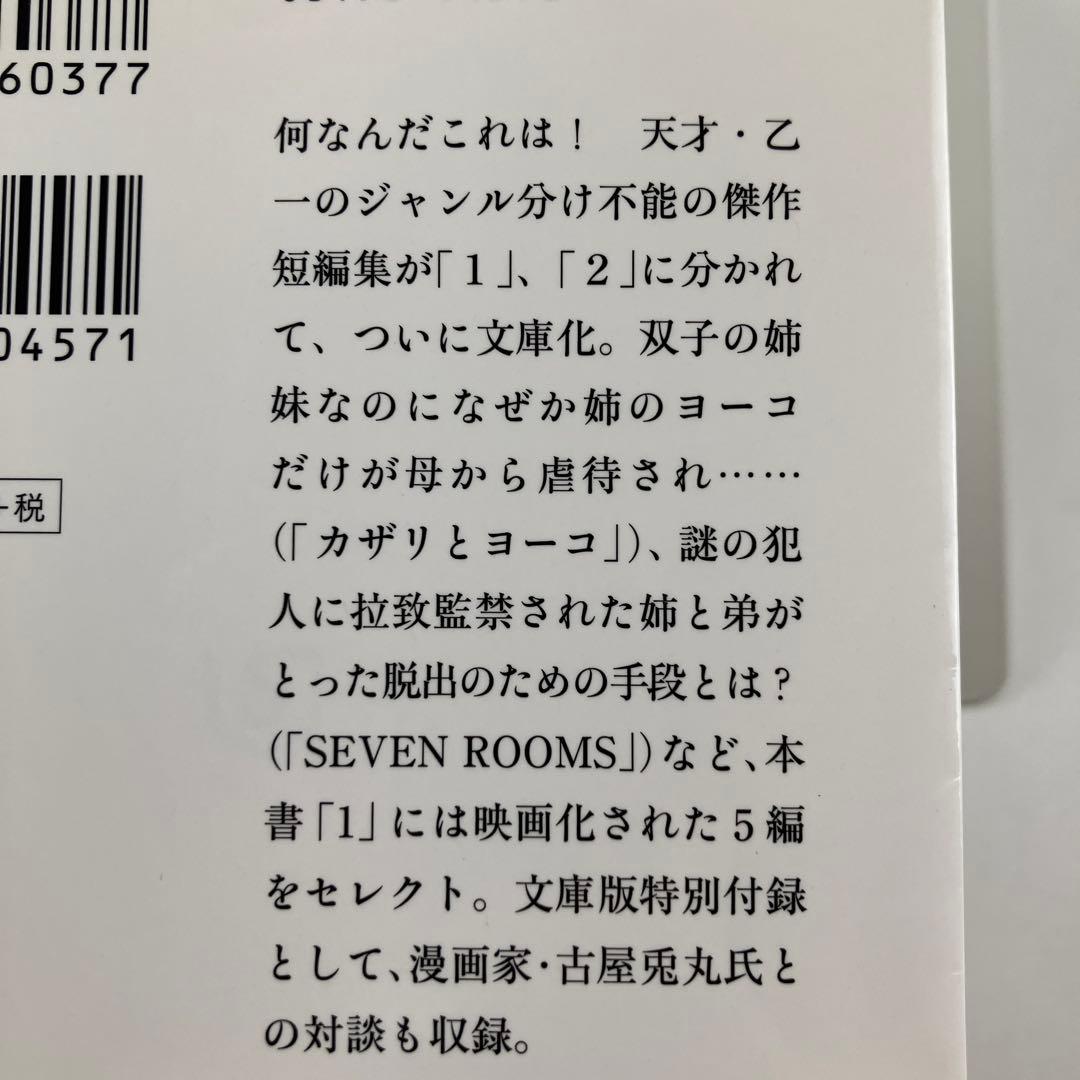 60377
04571
+税
何なんだこれは！　天才・乙
一のジャンル分け不能の傑作
短編集が「１」、「２」に分かれ
て、ついに文庫化。双子の姉
妹なのになぜか姉のヨーコ
だけが母から虐待され……
(「カザリとヨーコ」)、謎の犯
人に拉致監禁された姉と弟が
とった脱出のための手段とは？
(「SEVEN ROOMS」)など、本
書「1」には映画化された５編
をセレクト。文庫版特別付録
として、漫画家・古屋兎丸氏と
の対談も収録。